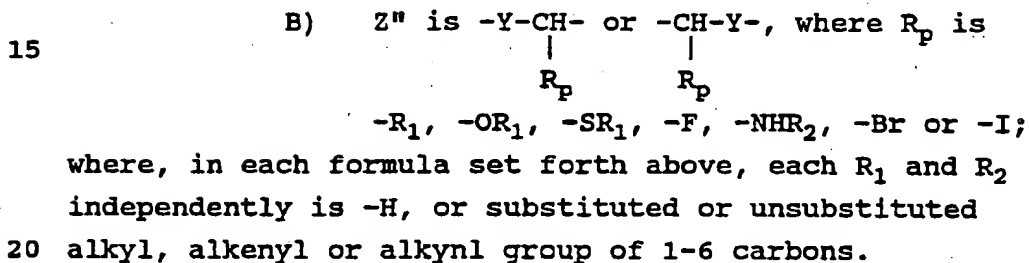 B) Z" is -Y-CH- or -CH-Y-, where Rp is
15 | |
Rp Rp
-R1, -OR1, -SR1, -F, -NHR2, -Br or -I;
where, in each formula set forth above, each R1 and R2
independently is -H, or substituted or unsubstituted
20 alkyl, alkenyl or alkynl group of 1-6 carbons.